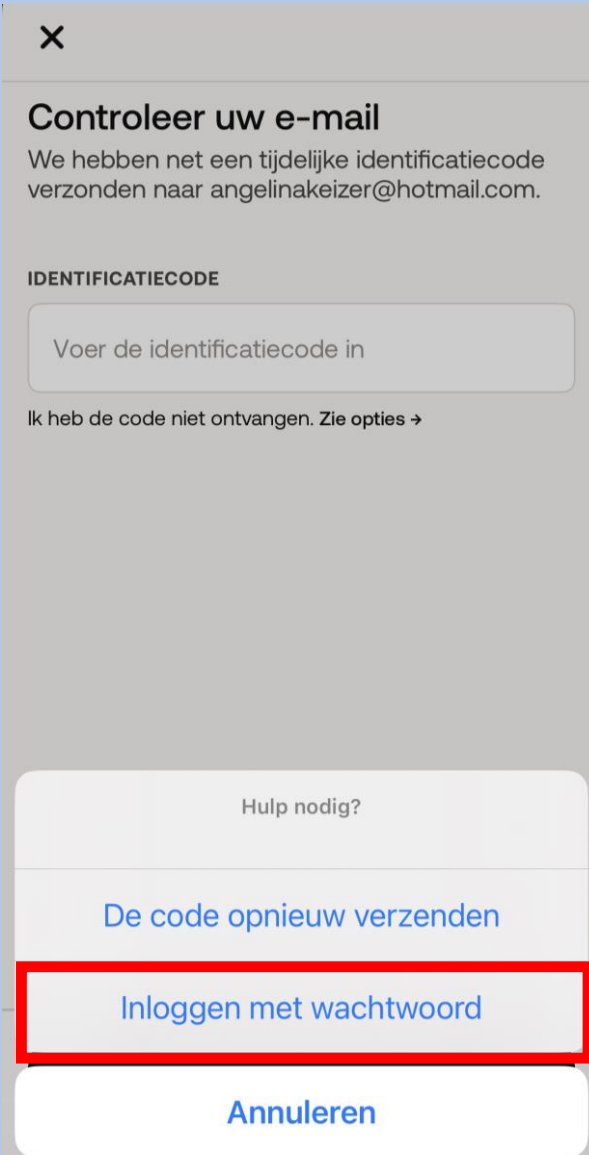 Controleer uw e-mail
We hebben net een tijdelijke identificatiecode
verzonden naar angelinakeizer@hotmail.com.
IDENTIFICATIECODE
Voer de identificatiecode in
Ik heb de code niet ontvangen. Zie opties →
Hulp nodig?
De code opnieuw verzenden
Inloggen met wachtwoord
Annuleren